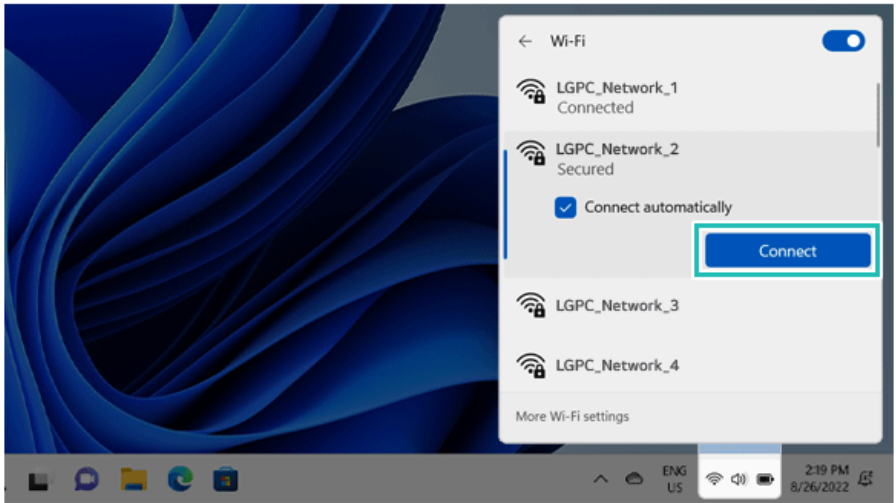 Wi-Fi
LGPC_Network_1
Connected
LGPC_Network_2
Secured
Connect automatically
Connect
LGPC_Network_3
LGPC_Network_4
More Wi-Fi settings
ENG
US
2:19 PM
8/26/2022